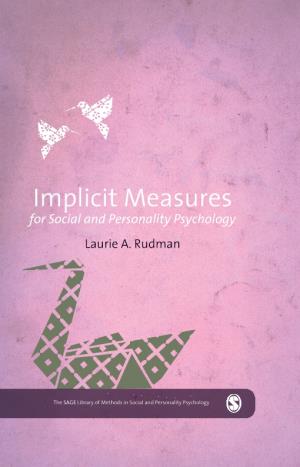 Implicit Measures
for Social and Personality Psychology
Laurie A. Rudman
The SAGE Library of Methods in Social and Personality Psychology
S